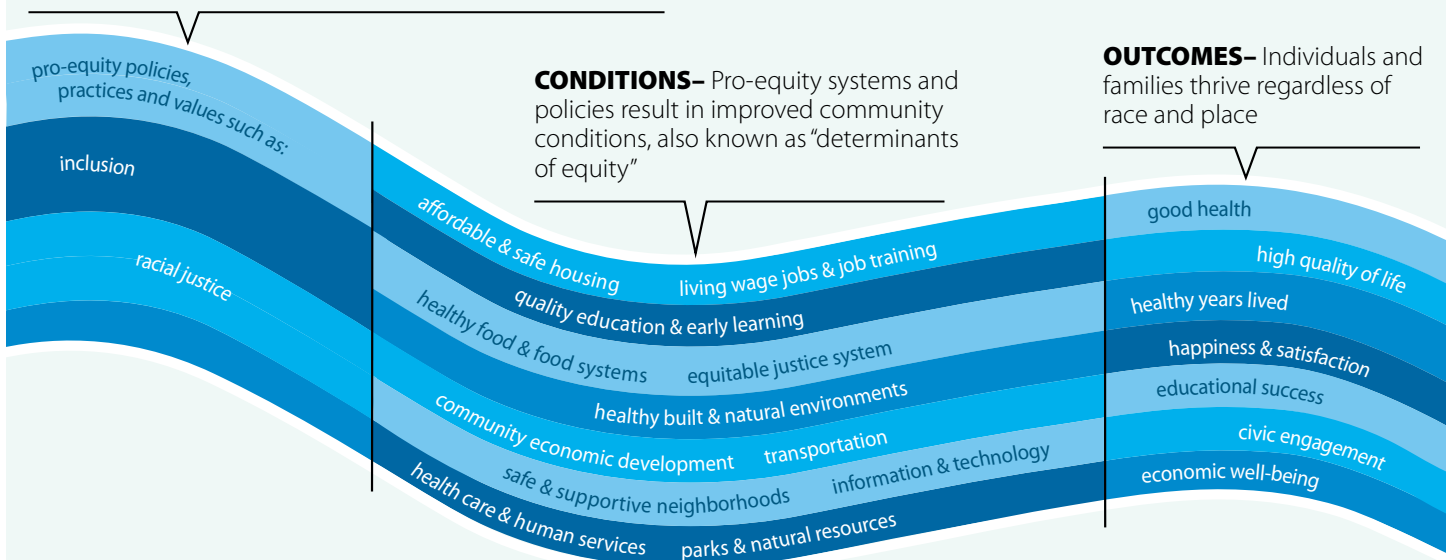 pro-equity policies,
practices and values such as:
inclusion
racial justice
CONDITIONS– Pro-equity systems and
policies result in improved community
conditions, also known as “determinants
of equity”
affordable & safe housing
living wage jobs & job training
quality education & early learning
healthy food & food systems
equitable justice system
healthy built & natural environments
community economic development
transportation
safe & supportive neighborhoods
information & technology
health care & human services
parks & natural resources
OUTCOMES– Individuals and
families thrive regardless of
race and place
good health
high quality of life
healthy years lived
happiness & satisfaction
educational success
civic engagement
economic well-being